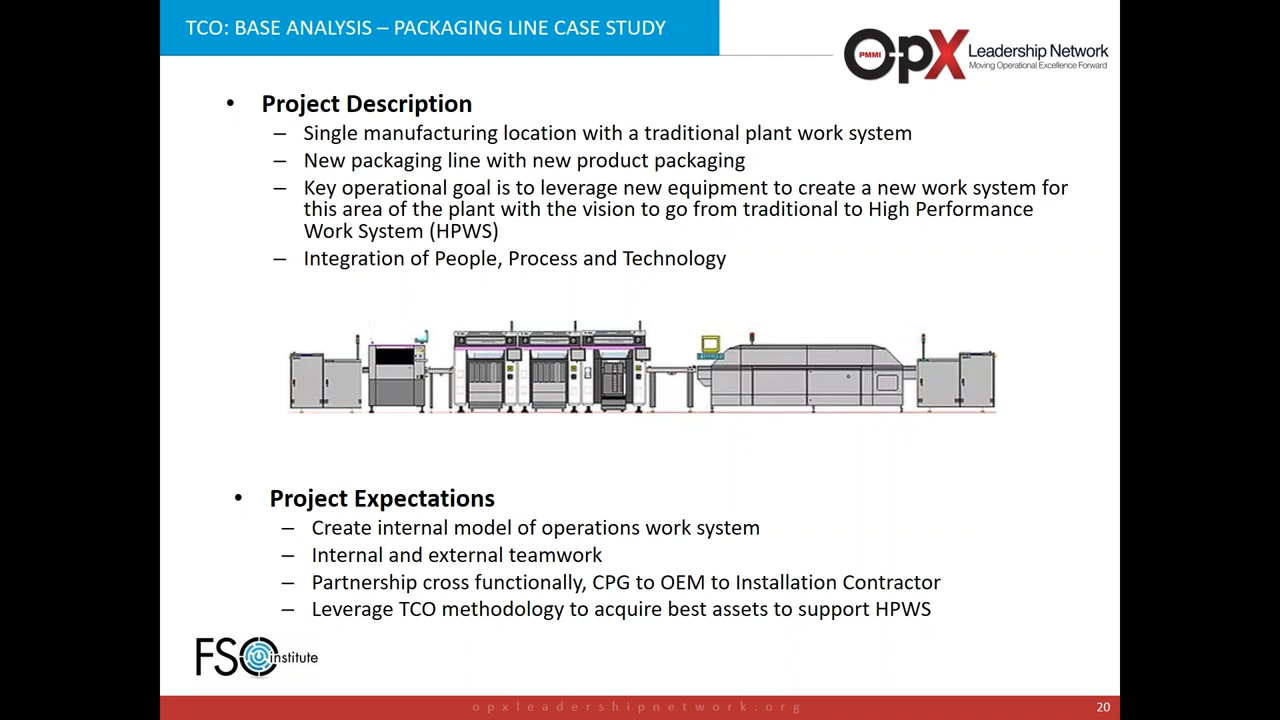 TCO: BASE ANALYSIS – PACKAGING LINE CASE STUDY
OpX
PMMI
Leadership Network
Moving Operational Excellence Forward
• Project Description
– Single manufacturing location with a traditional plant work system
– New packaging line with new product packaging
– Key operational goal is to leverage new equipment to create a new work system for
this area of the plant with the vision to go from traditional to High Performance
Work System (HPWS)
– Integration of People, Process and Technology
• Project Expectations
– Create internal model of operations work system
– Internal and external teamwork
– Partnership cross functionally, CPG to OEM to Installation Contractor
– Leverage TCO methodology to acquire best assets to support HPWS
FSO institute
opxleadershipnetwork.org
20